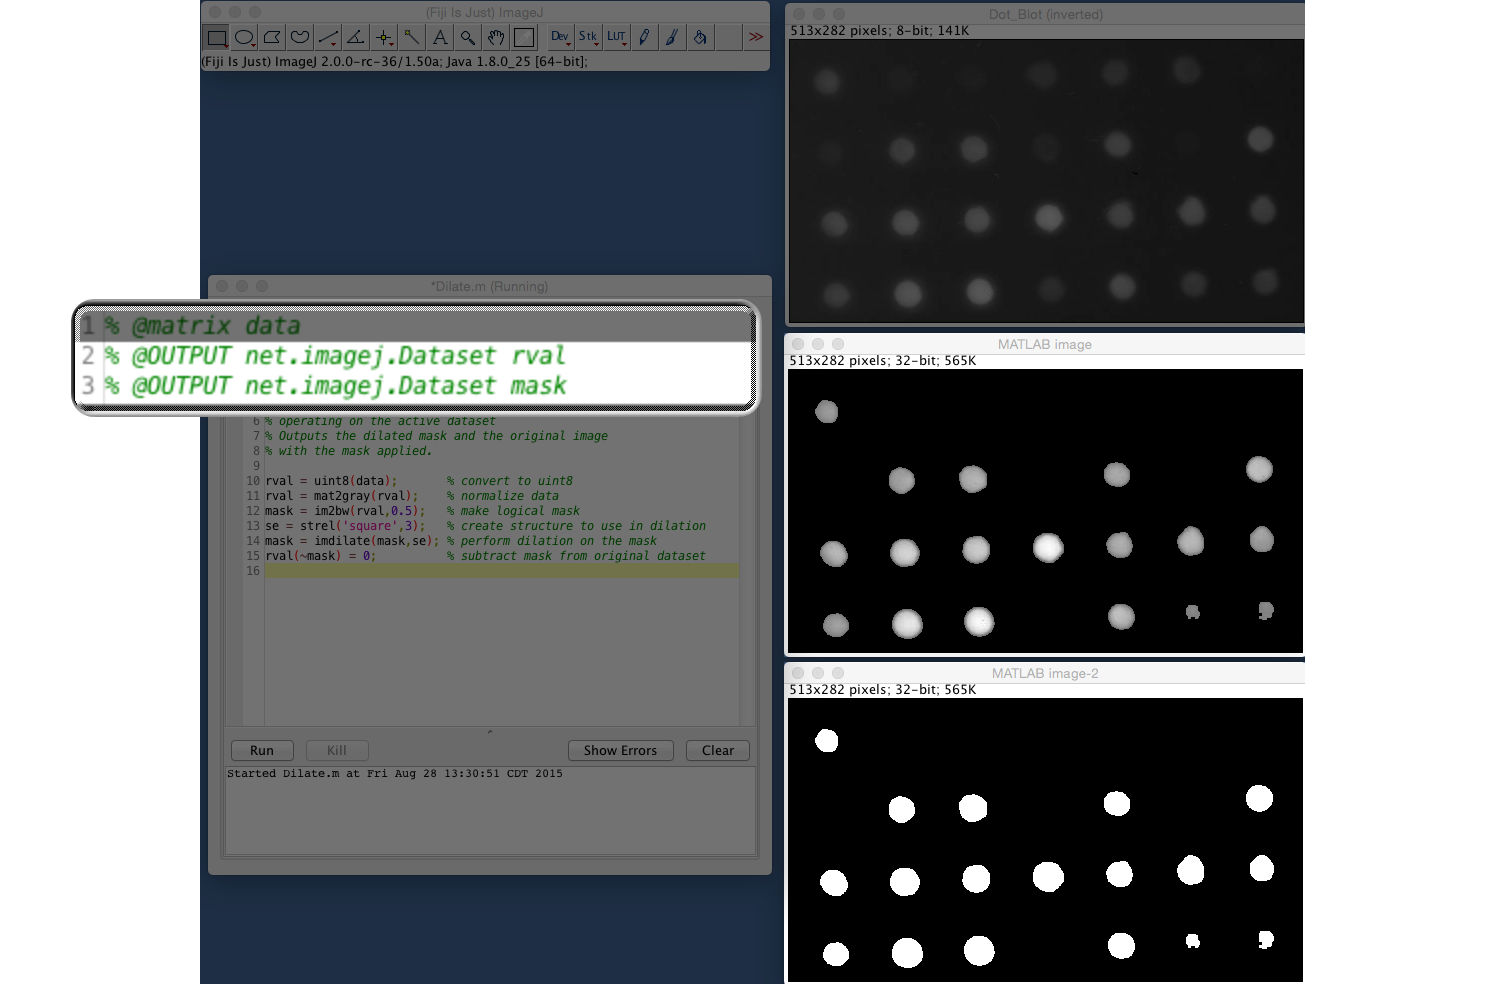 (Fiji Is Just) ImageJ
A
Dev
Stk
LUT
>>
(Fiji Is Just) ImageJ 2.0.0-rc-36/1.50a; Java 1.8.0_25 [64-bit];
*Dilate.m (Running)
1 % @matrix data
2 % @OUTPUT net.imagej.Dataset rval
3 % @OUTPUT net.imagej.Dataset mask
6 % operating on the active dataset
7 % Outputs the dilated mask and the original image
8 % with the mask applied.
9
10 rval = uint8(data); % convert to uint8
11 rval = mat2gray(rval); % normalize data
12 mask = im2bw(rval,0.5); % make logical mask
13 se = strel('square',3); % create structure to use in dilation
14 mask = imdilate(mask,se); % perform dilation on the mask
15 rval(~mask) = 0; % subtract mask from original dataset
16
Run
Kill
Show Errors
Clear
Started Dilate.m at Fri Aug 28 13:30:51 CDT 2015
Dot_Blot (inverted)
513x282 pixels; 8-bit; 141K
MATLAB image
513x282 pixels; 32-bit; 565K
MATLAB image-2
513x282 pixels; 32-bit; 565K